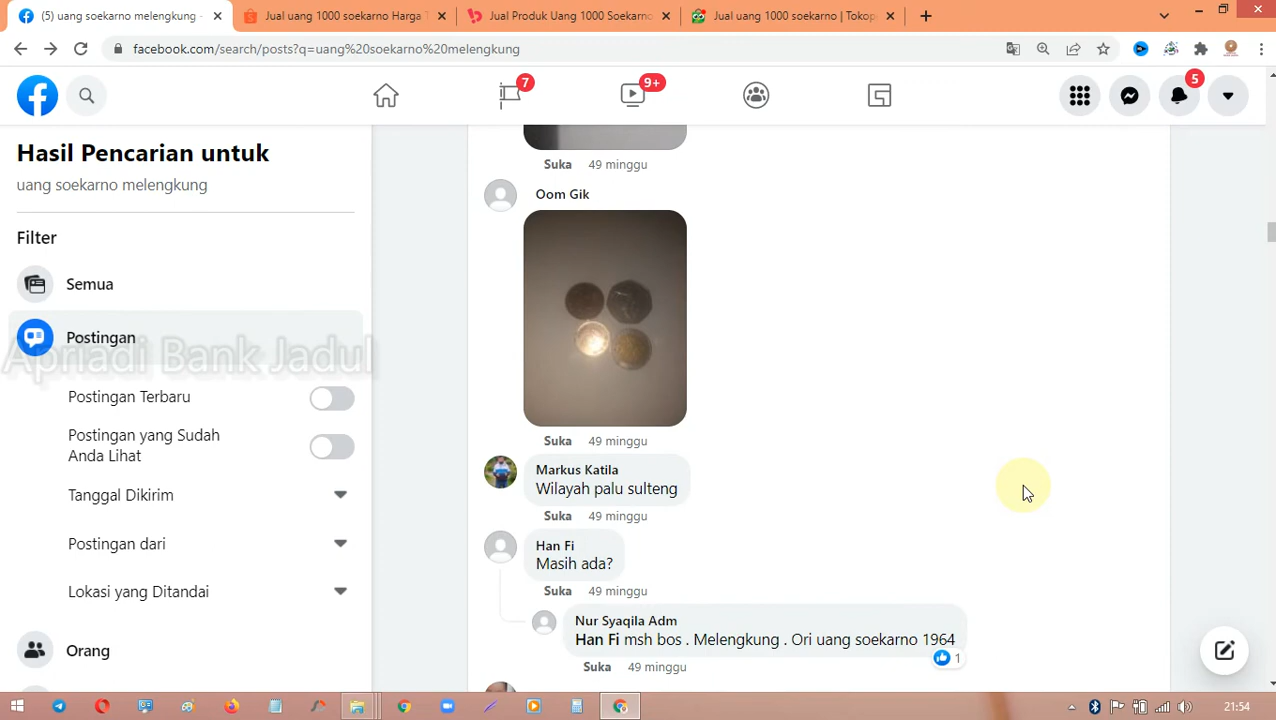 (5) uang soekarno melengkung -
Jual uang 1000 soekarno Harga T
Jual Produk Uang 1000 Soekarno
Jual uang 1000 soekarno | Tokop
facebook.com/search/posts?q=uang%20soekarno%20melengkung
7
9+
5
Hasil Pencarian untuk
uang soekarno melengkung
Filter
Semua
Postingan
Apriadi Bank Jadul
Postingan Terbaru
Postingan yang Sudah
Anda Lihat
Tanggal Dikirim
Postingan dari
Lokasi yang Ditandai
Orang
Suka 49 minggu
Oom Gik
Suka 49 minggu
Markus Katila
Wilayah palu sulteng
Suka 49 minggu
Han Fi
Masih ada?
Suka 49 minggu
Nur Syaqila Adm
Han Fi msh bos . Melengkung . Ori uang soekarno 1964
1
Suka 49 minggu
21:54